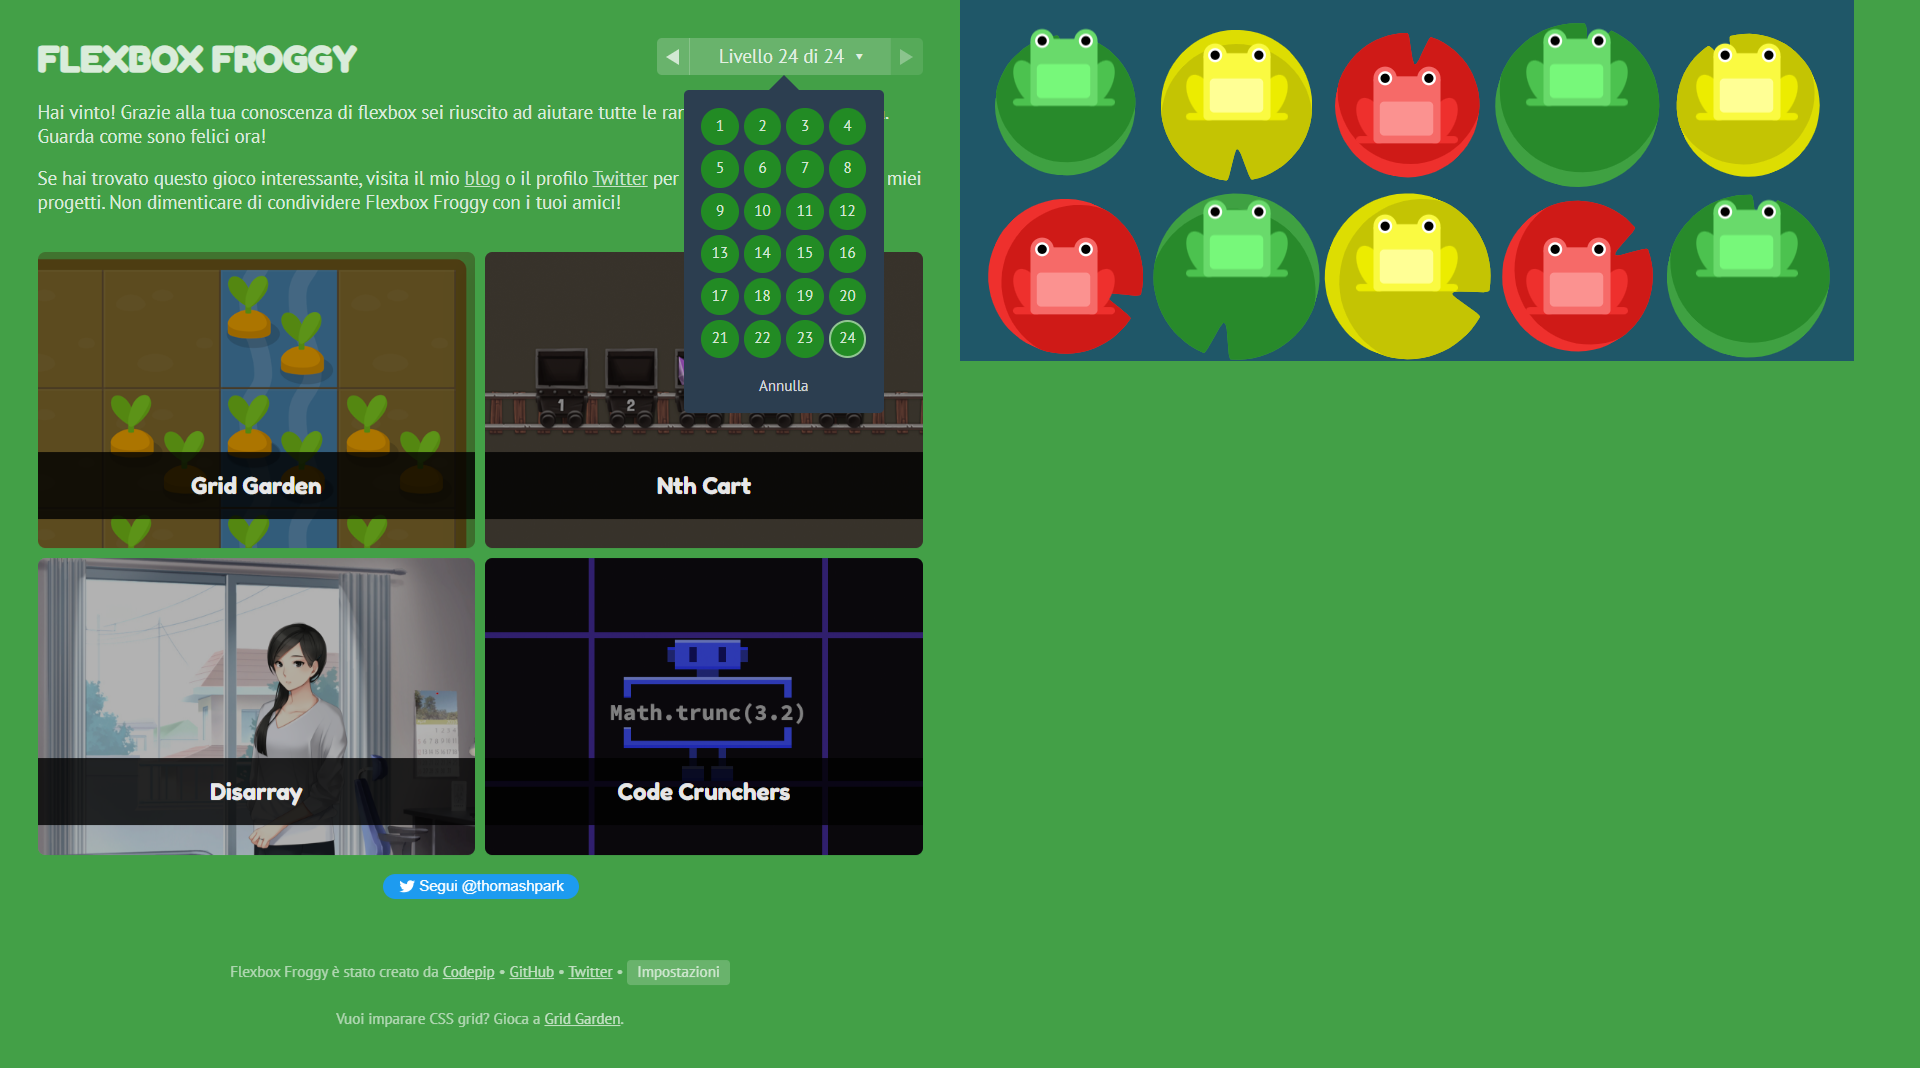 FLEXBOX FROGGY
Livello 24 di 24
Hai vinto! Grazie alla tua conoscenza di flexbox sei riuscito ad aiutare tutte le
Guarda come sono felici ora!
Se hai trovato questo gioco interessante, visita il mio blog o il profilo Twitter per miei
progetti. Non dimenticare di condividere Flexbox Froggy con i tuoi amici!
1 2 3 4
5 6 7 8
9 10 11 12
13 14 15 16
17 18 19 20
21 22 23 24
Annulla
1 2
Grid Garden
Nth Cart
Math.trunc(3.2)
Disarray
Code Crunchers
Segui @thomashpark
Flexbox Froggy è stato creato da Codepip • GitHub • Twitter • Impostazioni
Vuoi imparare CSS grid? Gioca a Grid Garden.